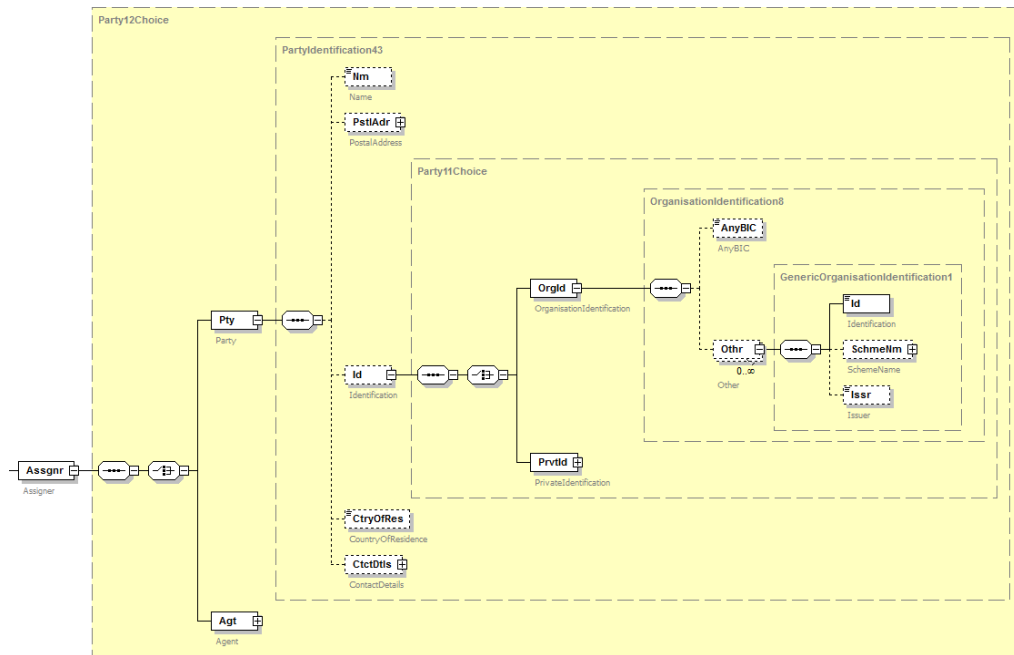 Party12Choice
PartyIdentification43
Nm
Name
PstlAdr
PostalAddress
Party11Choice
OrganisationIdentification8
AnyBIC
AnyBIC
GenericOrganisationIdentification1
OrgId
OrganisationIdentification
Id
Identification
Pty
Party
Othr
0..∞
Other
SchmeNm
SchemeName
Id
Identification
Issr
Issuer
Assgnr
Assigner
PrvtId
PrivateIdentification
CtryOfRes
CountryOfResidence
CtctDtls
ContactDetails
Agt
Agent